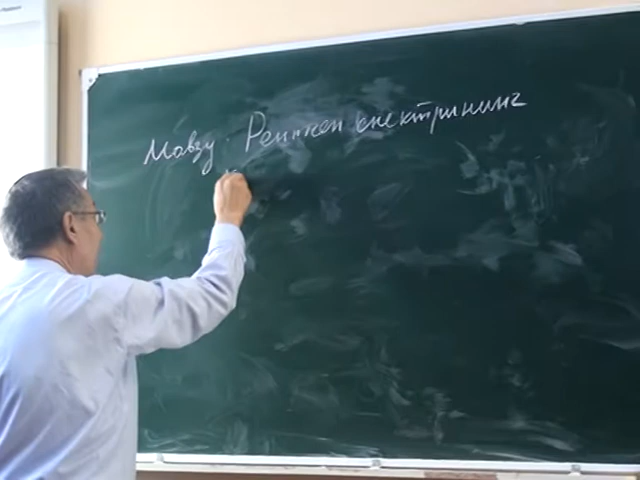 Мавзу: Рентген спектрининг